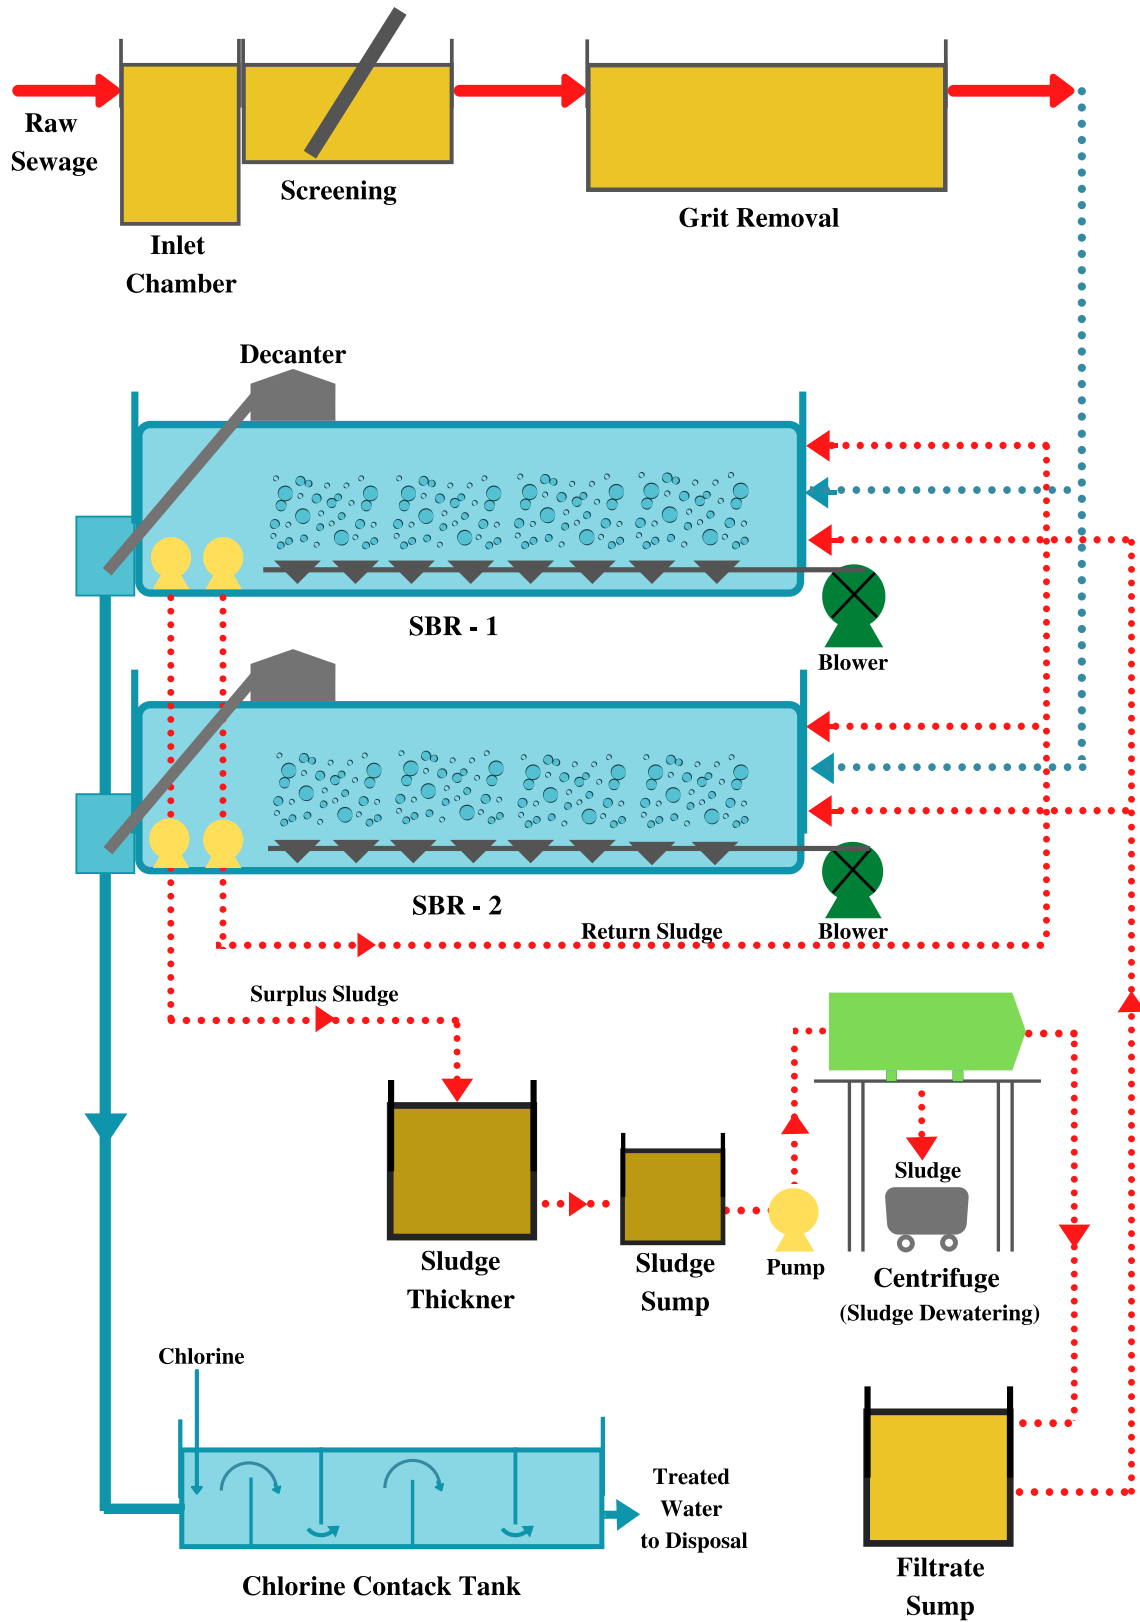 Raw
Sewage
Screening
Grit Removal
Inlet
Chamber
Decanter
SBR - 1
Blower
SBR - 2
Return Sludge
Blower
Surplus Sludge
Sludge
Sludge
Thickner
Sludge
Sump
Pump
Centrifuge
(Sludge Dewatering)
Chlorine
Treated
Water
to Disposal
Chlorine Contack Tank
Filtrate
Sump